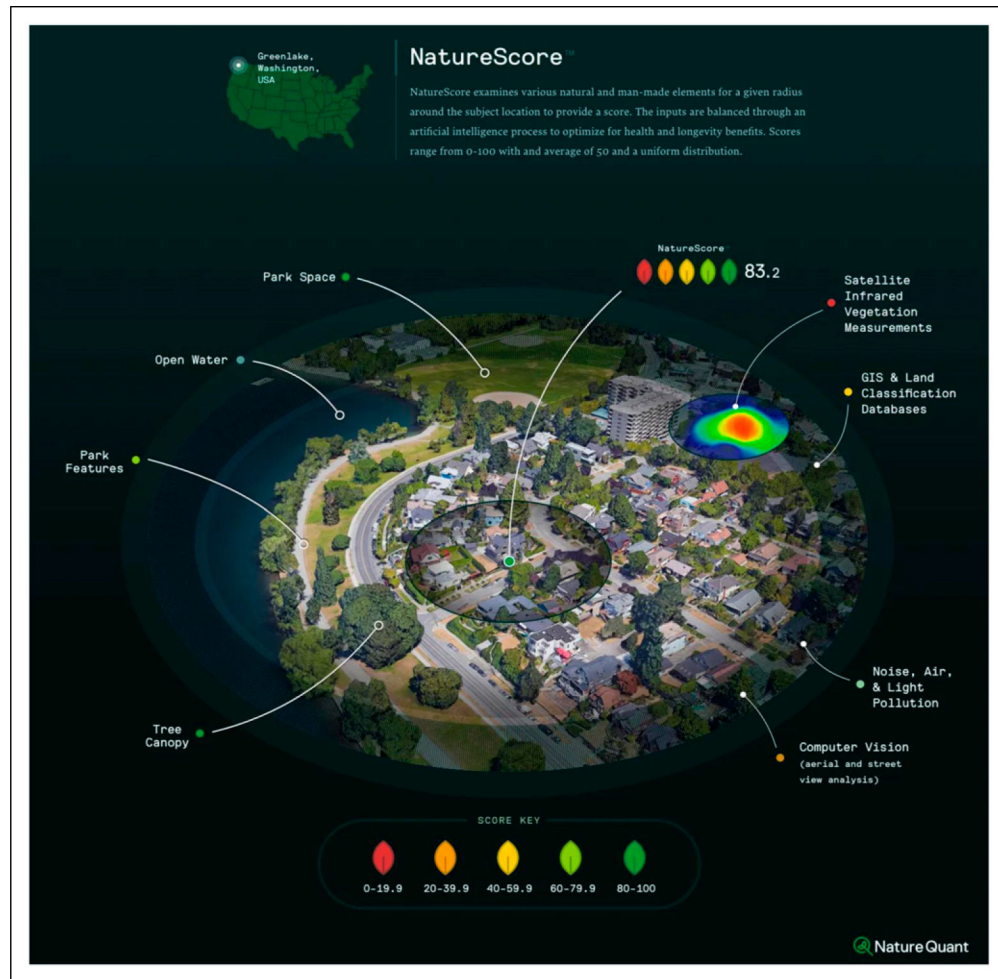 Greenlake,
Washington,
USA
NatureScore™
NatureScore examines various natural and man-made elements for a given radius
around the subject location to provide a score. The inputs are balanced through an
artificial intelligence process to optimize for health and longevity benefits. Scores
range from 0-100 with and average of 50 and a uniform distribution.
NatureScore
83.2
Park Space
Satellite
Infrared
Vegetation
Measurements
Open Water
GIS & Land
Classification
Databases
Park
Features
Noise, Air,
& Light
Pollution
Tree
Canopy
Computer Vision
(aerial and street
view analysis)
SCORE KEY
0-19.9 20-39.9 40-59.9 60-79.9 80-100
NatureQuant